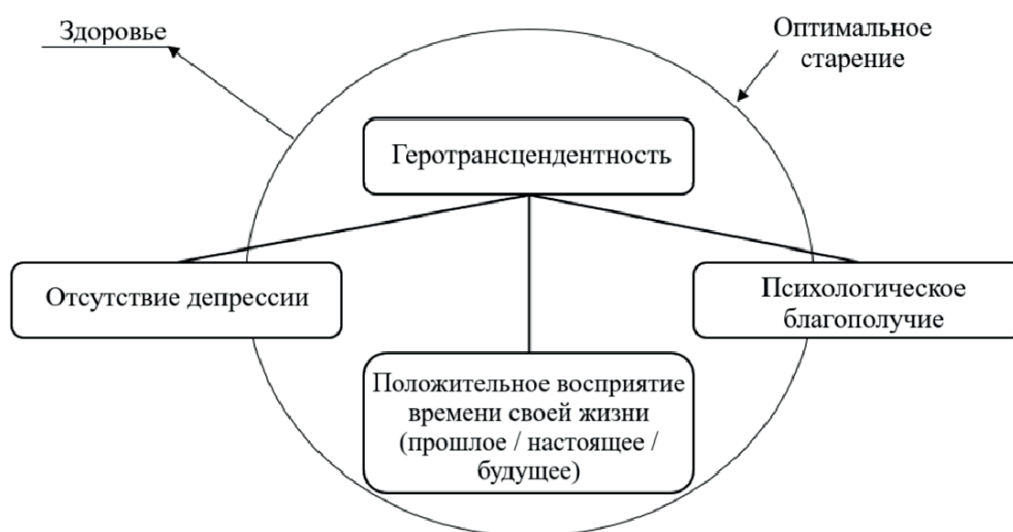 Здоровье
Оптимальное
старение
Геротрансцендентность
Отсутствие депрессии
Психологическое
благополучие
Положительное восприятие
времени своей жизни
(прошлое / настоящее /
будущее)